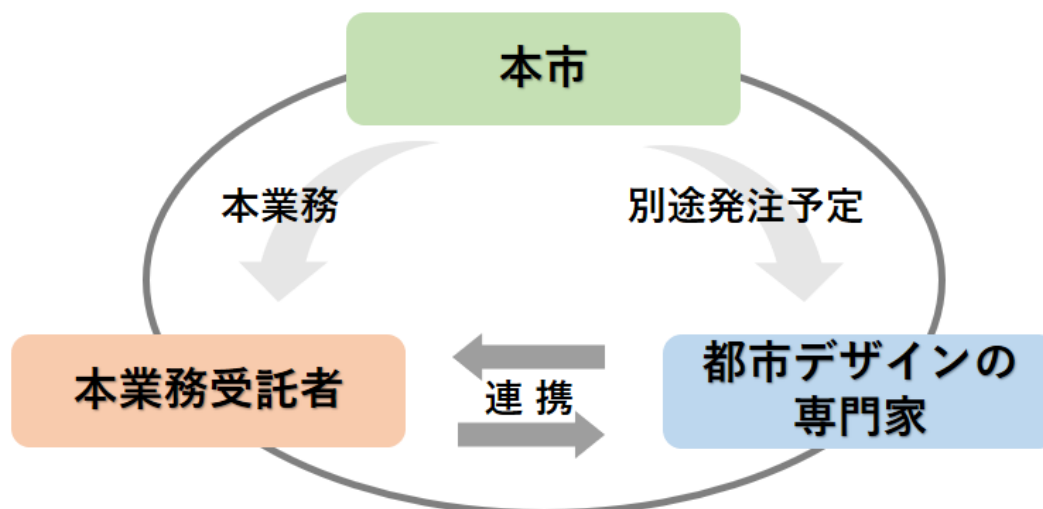 本市
本業務
別途発注予定
本業務受託者
連 携
都市デザインの
専門家